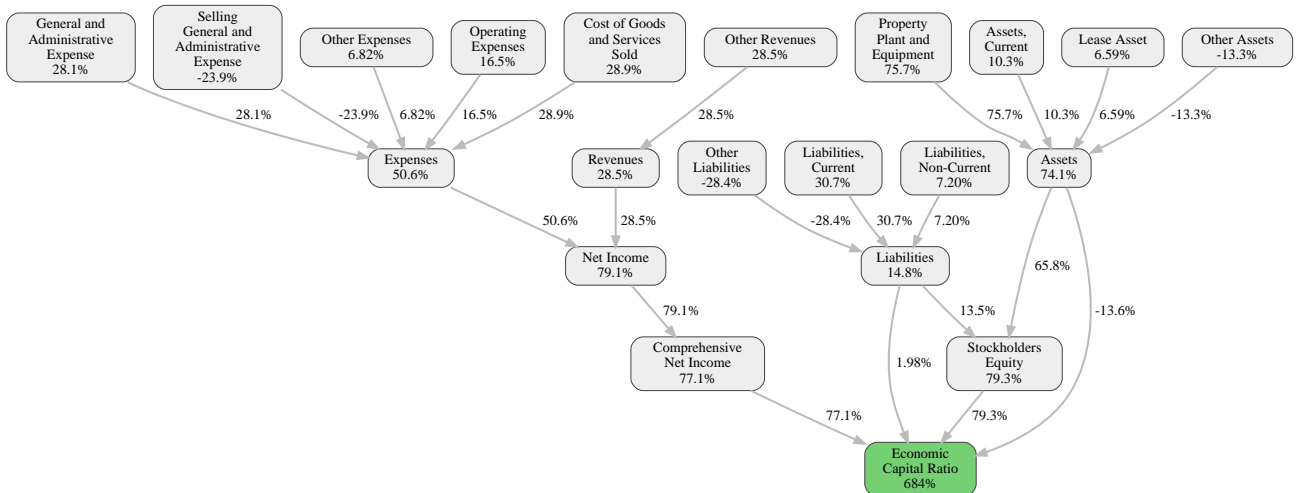 General and
Administrative
Expense
28.1%
Selling
General and
Administrative
Expense
-23.9%
Other Expenses
6.82%
Operating
Expenses
16.5%
Cost of Goods
and Services
Sold
28.9%
Other Revenues
28.5%
Property
Plant and
Equipment
75.7%
Assets,
Current
10.3%
Lease Asset
6.59%
Other Assets
-13.3%
28.1%
-23.9%
6.82%
16.5%
28.9%
28.5%
75.7%
10.3%
6.59%
-13.3%
Expenses
50.6%
Revenues
28.5%
Other
Liabilities
-28.4%
Liabilities,
Current
30.7%
Liabilities,
Non-Current
7.20%
Assets
74.1%
50.6%
28.5%
-28.4%
30.7%
7.20%
Net Income
79.1%
Liabilities
14.8%
65.8%
79.1%
13.5%
-13.6%
Comprehensive
Net Income
77.1%
1.98%
Stockholders
Equity
79.3%
77.1%
79.3%
Economic
Capital Ratio
684%